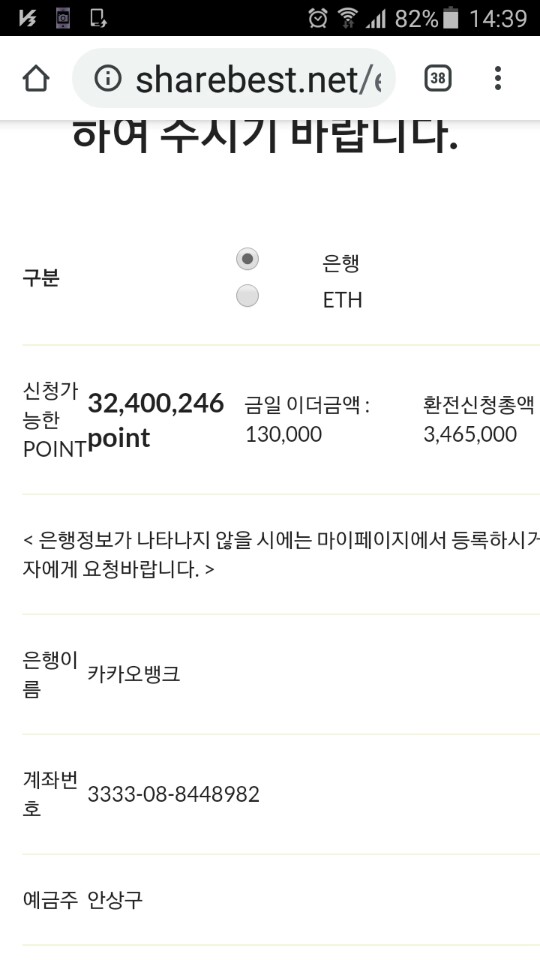 82% 14:39
sharebest.net/
38
하여 주시기 바랍니다.
구분
은행
ETH
신청가
능한
POINT
32,400,246
point
금일 이더금액 :
130,000
환전신청총액
3,465,000
< 은행정보가 나타나지 않을 시에는 마이페이지에서 등록하시거
자에게 요청바랍니다. >
은행이
름
카카오뱅크
계좌번
호
3333-08-8448982
예금주 안상구